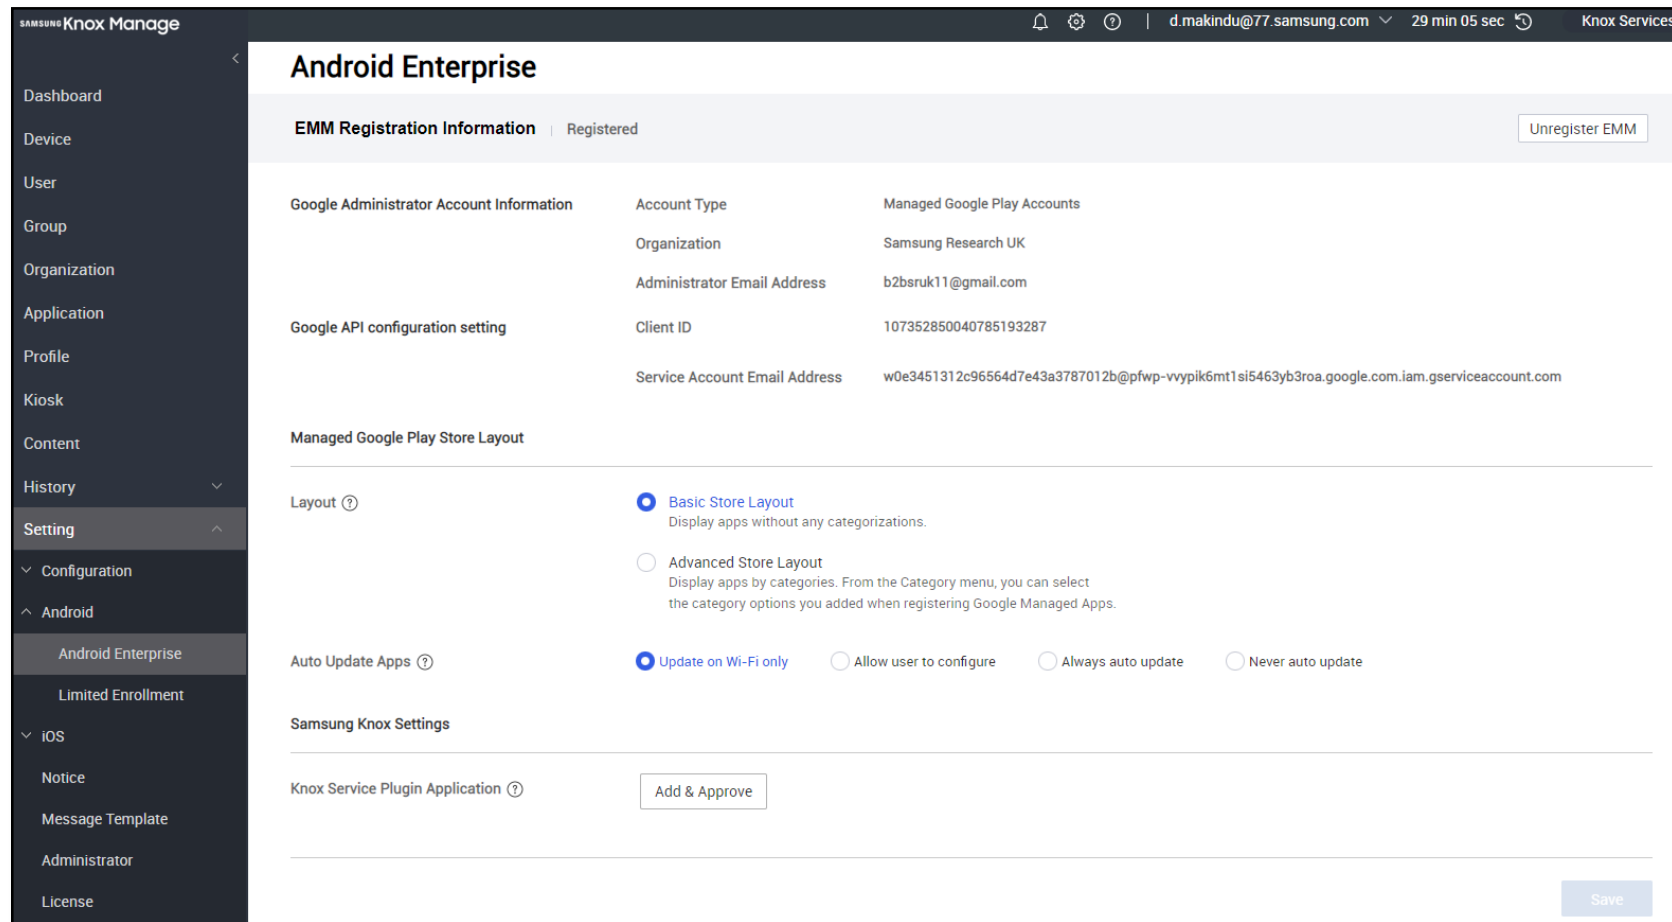 SAMSUNG Knox Manage
d.makindu@77.samsung.com 29 min 05 sec Knox Services
Dashboard
Device
User
Group
Organization
Application
Profile
Kiosk
Content
History
Setting
Configuration
Android
Android Enterprise
Limited Enrollment
iOS
Notice
Message Template
Administrator
License
Android Enterprise
EMM Registration Information | Registered
Unregister EMM
Google Administrator Account Information
Account Type Managed Google Play Accounts
Organization Samsung Research UK
Administrator Email Address b2bsruk11@gmail.com
Google API configuration setting
Client ID 107352850040785193287
Service Account Email Address w0e3451312c96564d7e43a3787012b@pfwp-vvypik6mt1si5463yb3roa.google.com.iam.gserviceaccount.com
Managed Google Play Store Layout
Layout ?
Basic Store Layout
Display apps without any categorizations.
Advanced Store Layout
Display apps by categories. From the Category menu, you can select
the category options you added when registering Google Managed Apps.
Auto Update Apps ?
Update on Wi-Fi only Allow user to configure Always auto update Never auto update
Samsung Knox Settings
Knox Service Plugin Application ?
Add & Approve
Save